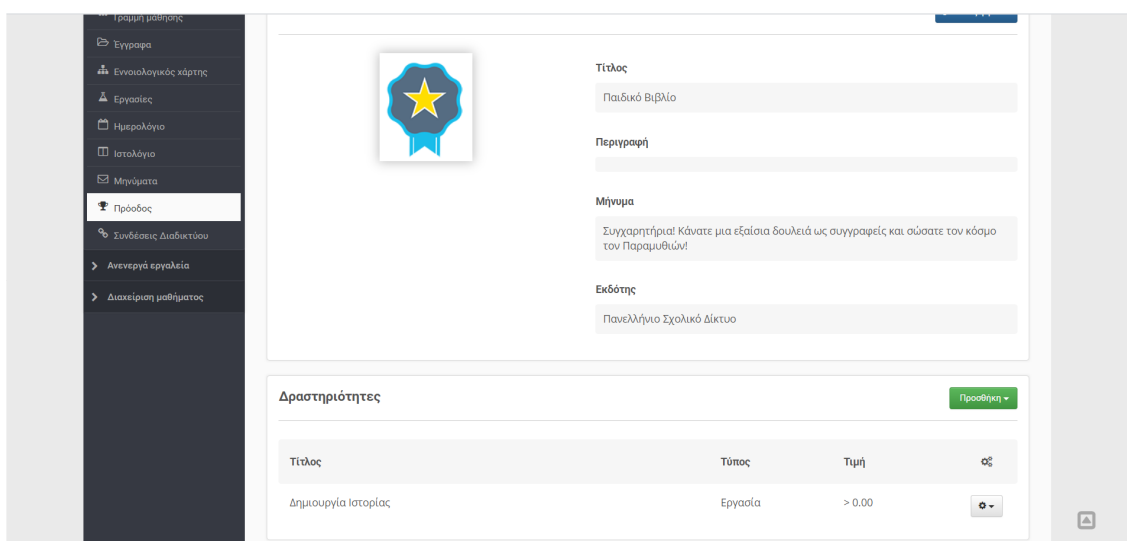 Γραμμή μάθησης
Έγγραφα
Εννοιολογικός χάρτης
Εργασίες
Ημερολόγιο
Ιστολόγιο
Μηνύματα
Πρόοδος
Συνδέσεις Διαδικτύου
Ανενεργά εργαλεία
Διαχείριση μαθήματος
Τίτλος
Παιδικό Βιβλίο
Περιγραφή
Μήνυμα
Συγχαρητήρια! Κάνατε μια εξαίσια δουλειά ως συγγραφείς και σώσατε τον κόσμο
τον Παραμυθιών!
Εκδότης
Πανελλήνιο Σχολικό Δίκτυο
Δραστηριότητες
Προσθήκη
Τίτλος Τύπος Τιμή
Δημιουργία Ιστορίας Εργασία > 0.00